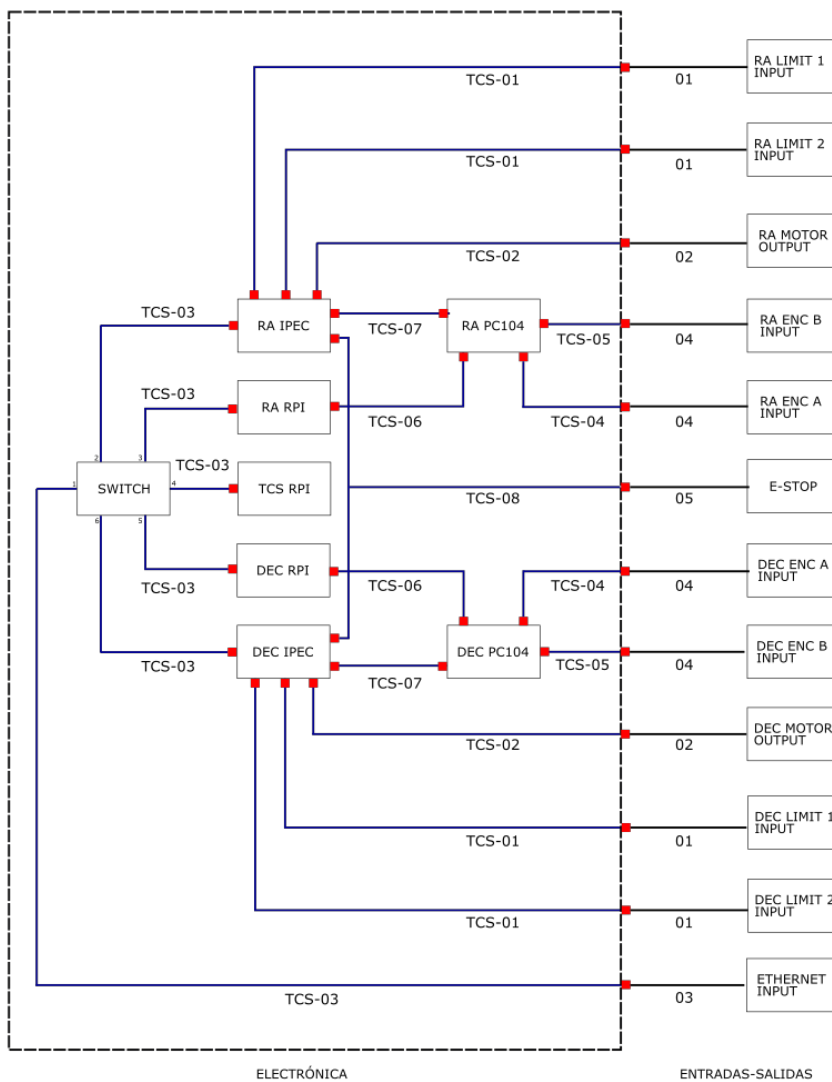 RA LIMIT 1
INPUT
TCS-01
01
RA LIMIT 2
INPUT
TCS-01
01
RA MOTOR
OUTPUT
TCS-02
02
TCS-03
RA IPEC
TCS-07
RA PC104
TCS-05
RA ENC B
INPUT
04
TCS-03
RA RPI
TCS-06
TCS-04
RA ENC A
INPUT
04
2
3
TCS-03
1
SWITCH
4
TCS RPI
6
5
TCS-08
E-STOP
05
TCS-03
DEC RPI
TCS-06
TCS-04
DEC ENC A
INPUT
04
TCS-03
DEC IPEC
TCS-07
DEC PC104
TCS-05
DEC ENC B
INPUT
04
TCS-02
DEC MOTOR
OUTPUT
02
TCS-01
DEC LIMIT 1
INPUT
01
TCS-01
DEC LIMIT 2
INPUT
01
TCS-03
ETHERNET
INPUT
03
ELECTRÓNICA
ENTRADAS-SALIDAS